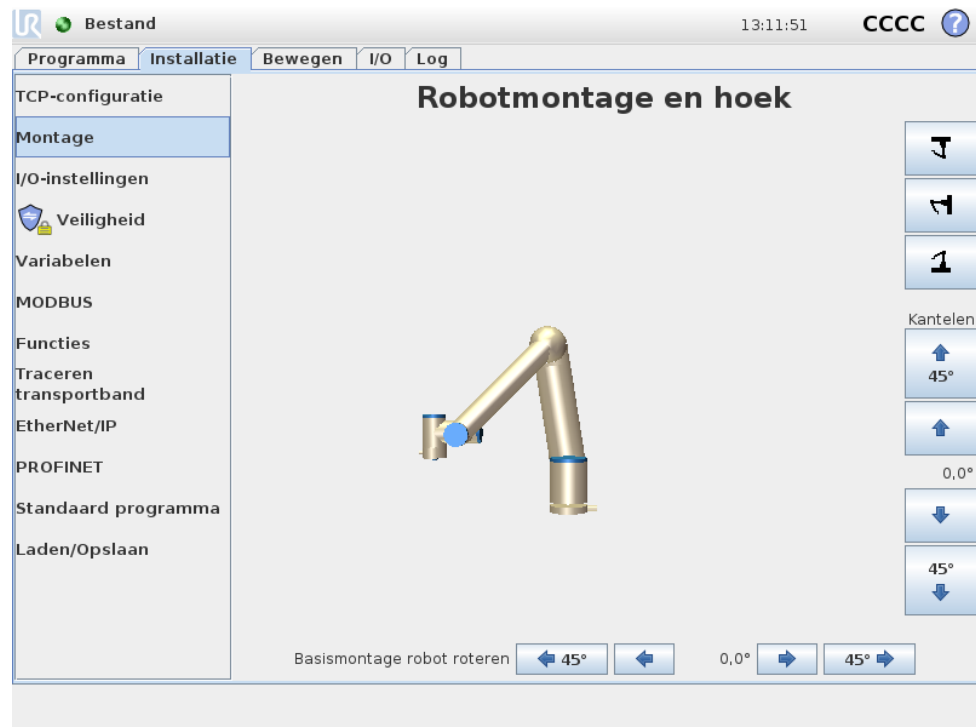 UR Bestand 13:11:51 CCCC ?
Programma Installatie Bewegen I/O Log
TCP-configuratie
Robotmontage en hoek
Montage
I/O-instellingen
Veiligheid
Variabelen
MODBUS
Functies
Traceren
transportband
EtherNet/IP
PROFINET
Standaard programma
Laden/Opslaan
Kantelen
45°
0,0°
45°
Basismontage robot roteren 45° 0,0° 45°